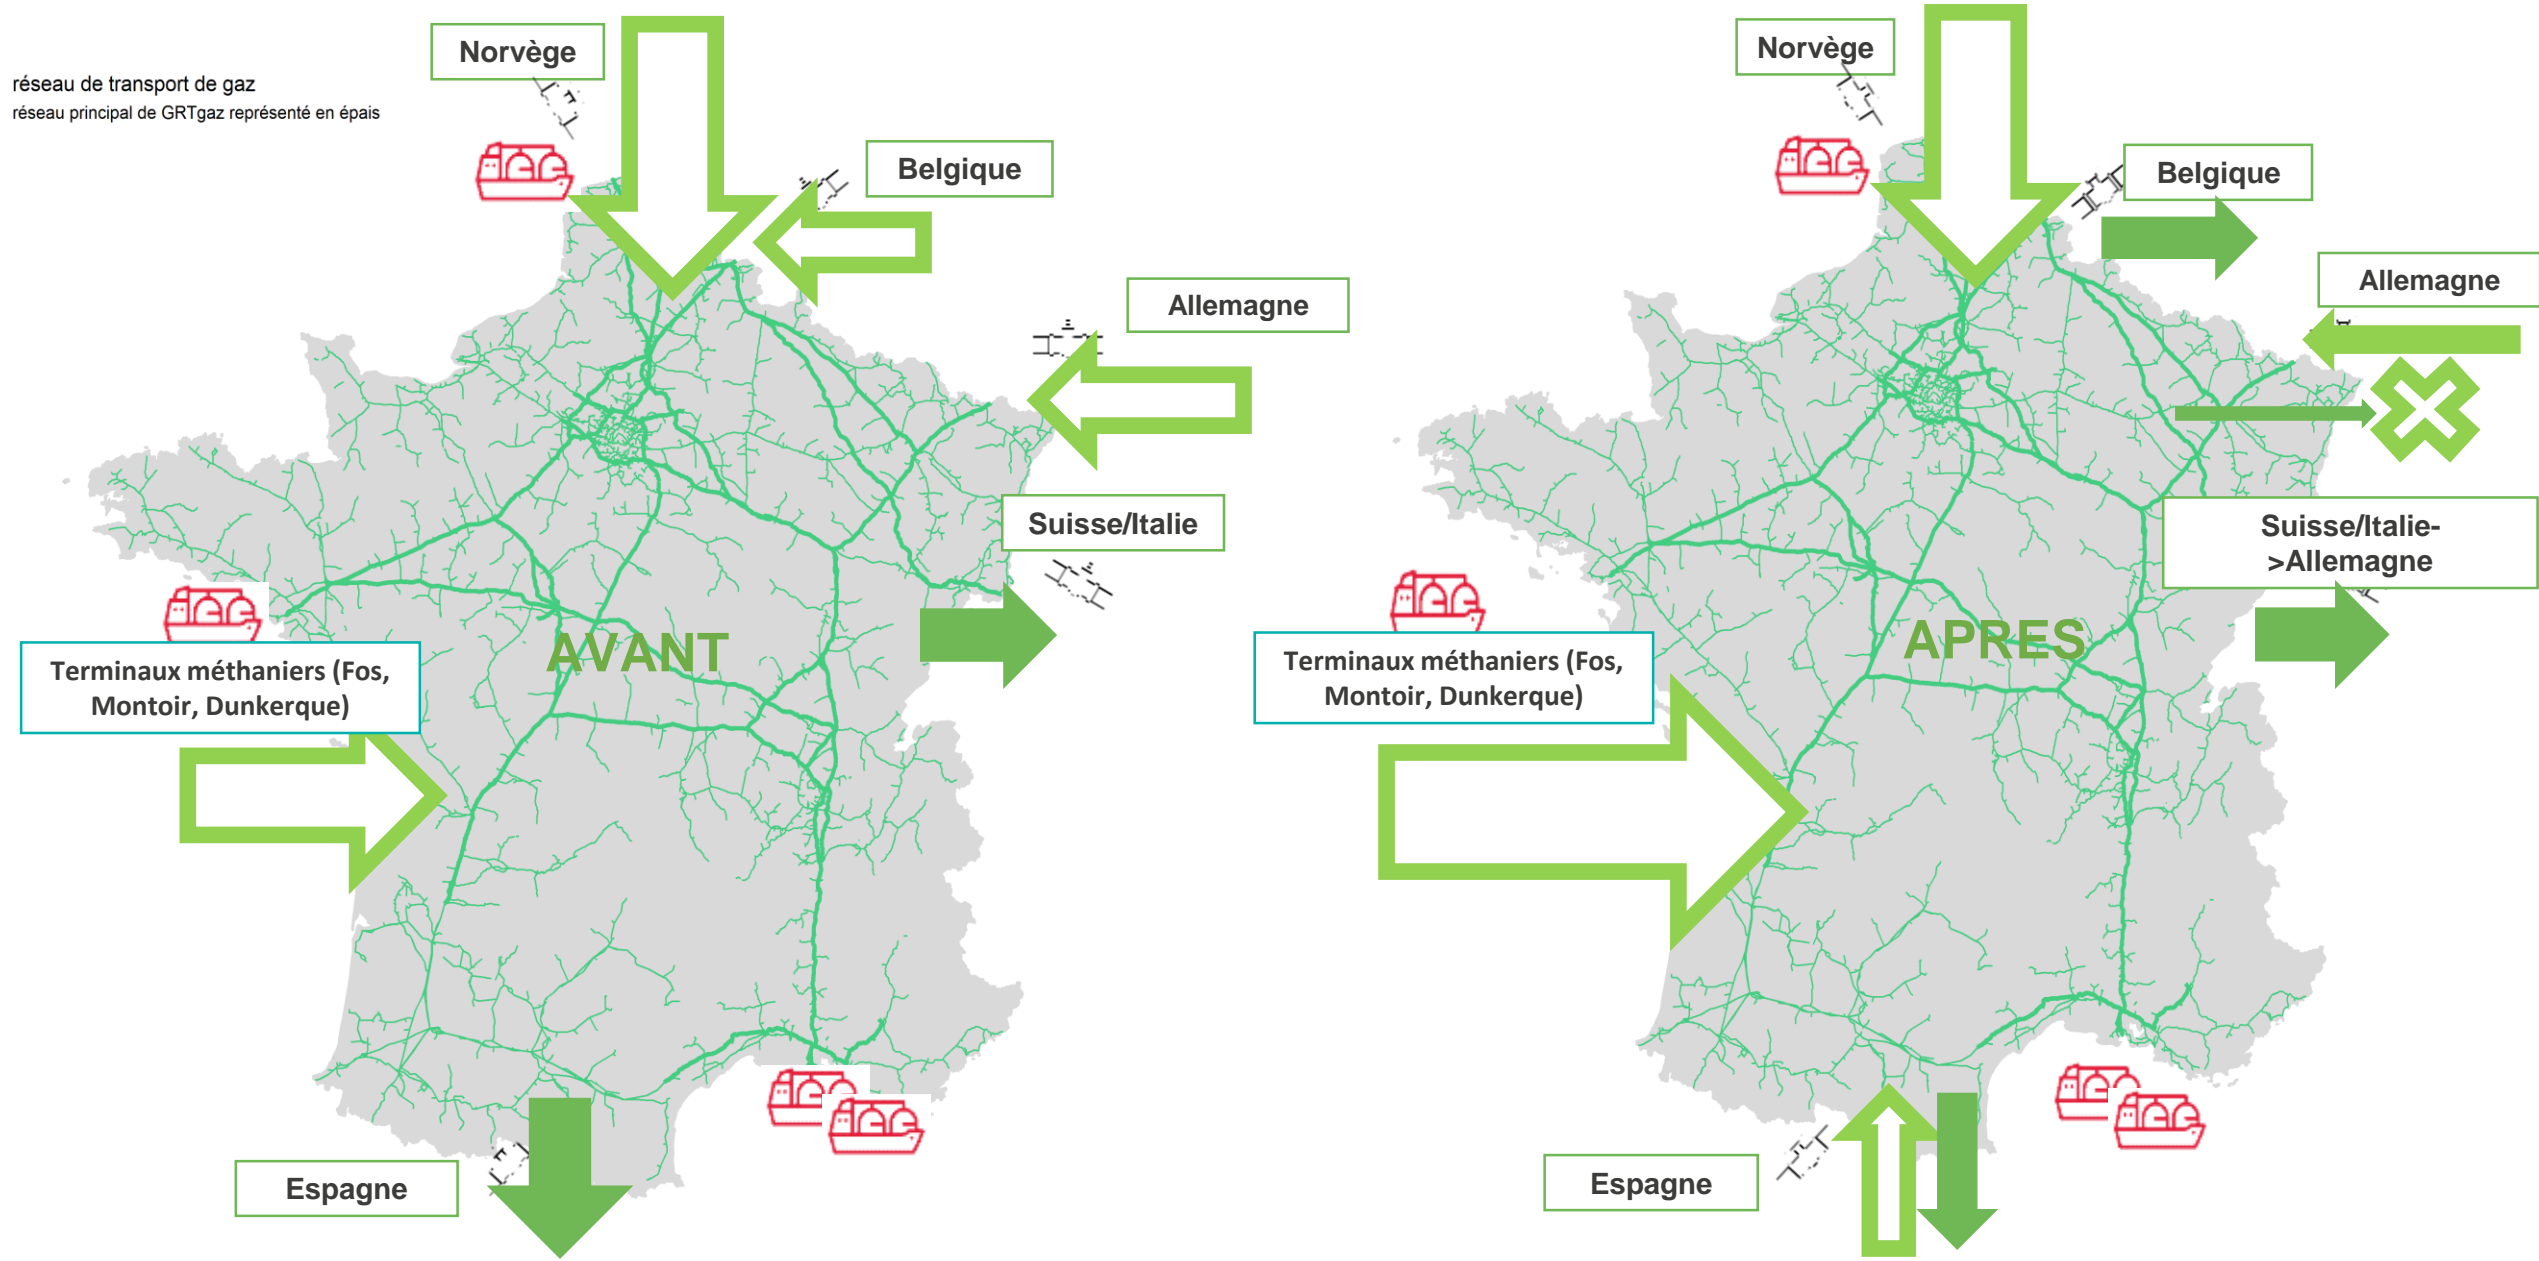 réseau de transport de gaz
réseau principal de GRTgaz représenté en épais
Norvège
Belgique
Allemagne
Suisse/Italie
AVANT
Terminaux méthaniers (Fos,
Montoir, Dunkerque)
Espagne
Norvège
Belgique
Allemagne
Suisse/Italie-
>Allemagne
APRES
Terminaux méthaniers (Fos,
Montoir, Dunkerque)
Espagne